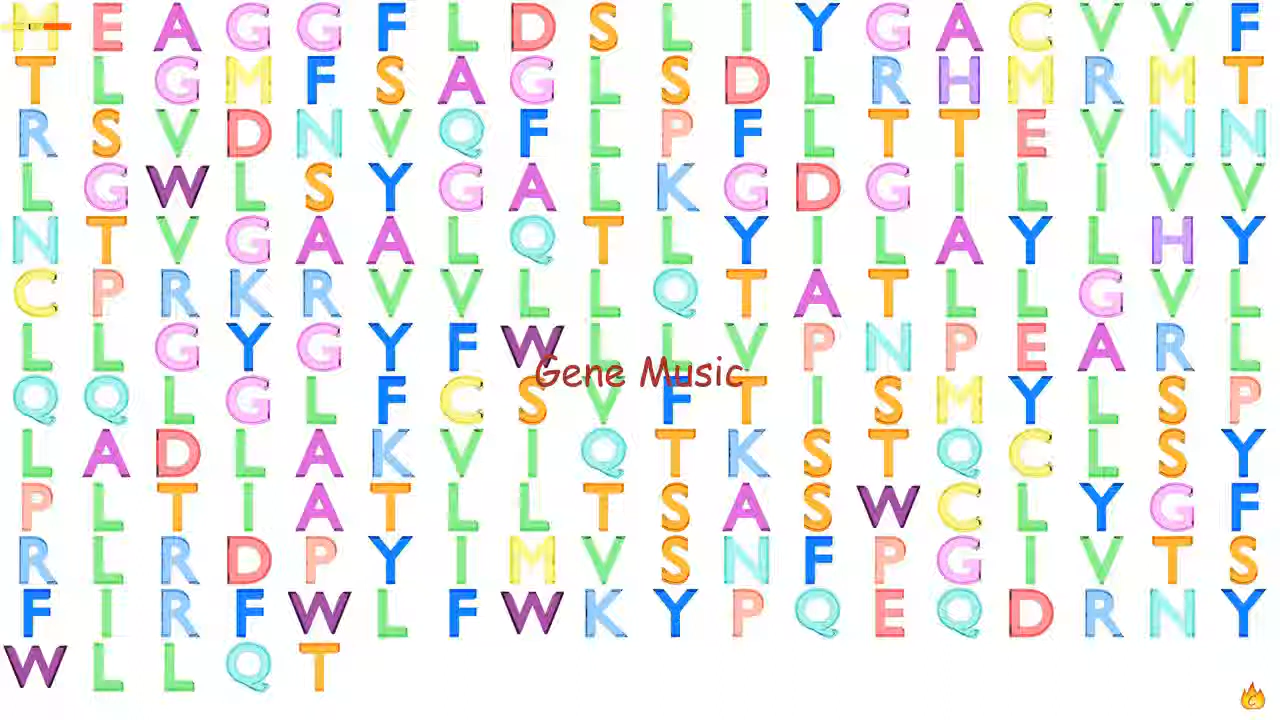 M E A G G F L D S L I Y G A C V V F
T L G M F S A G L S D L R H M R M T
R S V D N V Q F L P F L T T E V N N
L G W L S Y G A L K G D G I L I V V
N T V G A A L Q T L Y I L A Y L H Y
C P R K R V V L L Q T A T L L G V L
L L G Y G Y F W L L V P N P E A R L
Gene Music
Q Q L G L F C S V F T I S M Y L S P
L A D L A K V I Q T K S T Q C L S Y
P L T I A T L L T S A S W C L Y G F
R L R D P Y I M V S N F P G I V T S
F I R F W L F W K Y P Q E Q D R N Y
W L L Q T